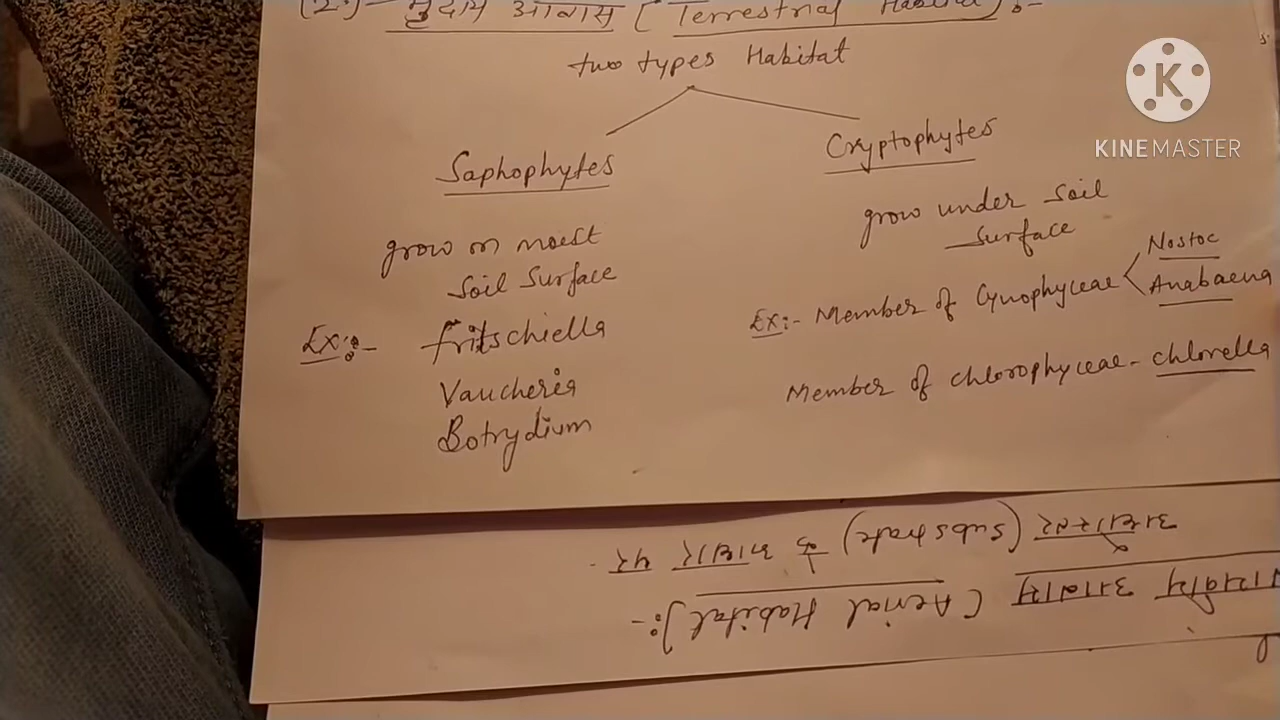 (2:)- मृदीय आवास [Terrestrial Habitat] :-
two types Habitat
Saphophytes
grow on moist
soil surface
Ex:- fritschiella
Vaucheria
Botrydium
Cryptophytes
grow under soil
surface
Ex:- Member of Cynophyceae < Nostoc
Anabaena
Member of chlorophyceae - chlorella
वायवीय आवास (Aerial Habitat):-
अधोस्तर (substrate) के आधार पर
KINEMASTER